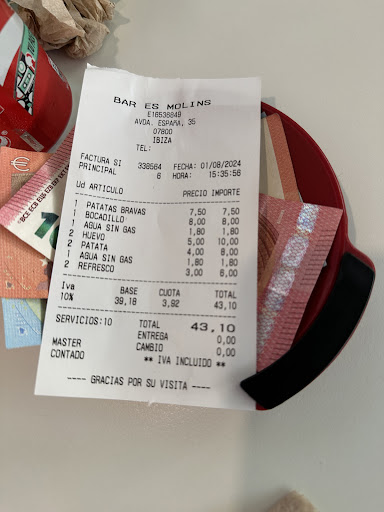 BAR ES MOLINS
E16536849
AVDA. ESPAÑA, 35
07800
IBIZA
TEL:
FACTURA SI 338564 FECHA: 01/08/2024
PRINCIPAL 6 HORA: 15:35:56
Ud ARTICULO PRECIO IMPORTE
1 PATATAS BRAVAS 7,50 7,50
1 BOCADILLO 8,00 8,00
1 AGUA SIN GAS 1,80 1,80
2 HUEVO 5,00 10,00
2 PATATA 4,00 8,00
1 AGUA SIN GAS 1,80 1,80
2 REFRESCO 3,00 6,00
Iva BASE CUOTA TOTAL
10% 39,18 3,92 43,10
SERVICIOS:10 TOTAL 43,10
ENTREGA 0,00
MASTER CAMBIO 0,00
CONTADO ** IVA INCLUIDO **
---- GRACIAS POR SU VISITA ----